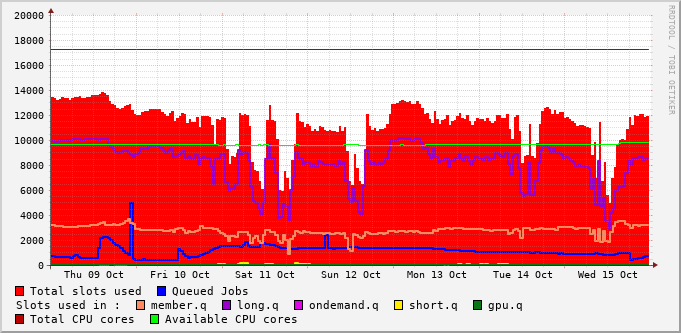 RRDTOOL / TOBI OETIKER
20000
18000
16000
14000
12000
10000
8000
6000
4000
2000
0
Thu 09 Oct Fri 10 Oct Sat 11 Oct Sun 12 Oct Mon 13 Oct Tue 14 Oct Wed 15 Oct
Total slots used Queued Jobs
Slots used in : member.q long.q ondemand.q short.q gpu.q
Total CPU cores Available CPU cores